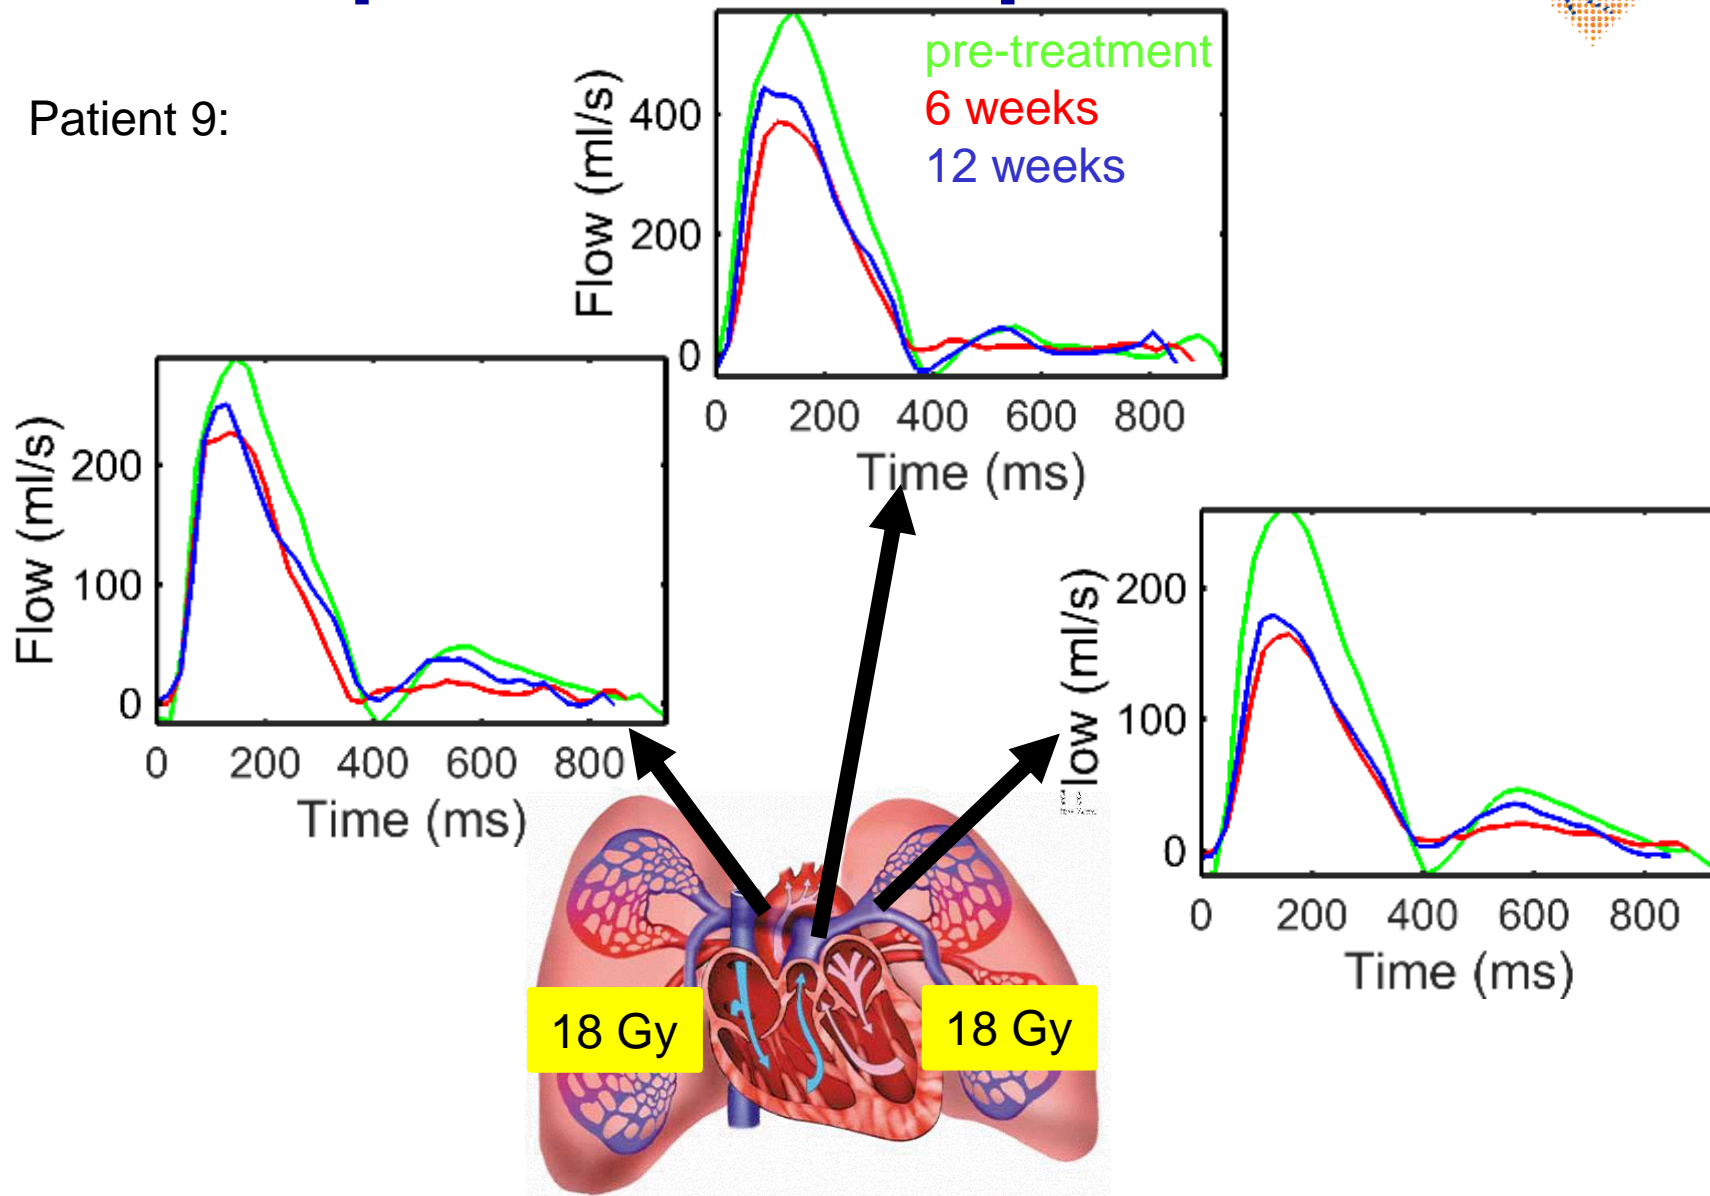 Patient 9:
pre-treatment
6 weeks
12 weeks
Flow (ml/s)
400
200
0
0 200 400 600 800
Time (ms)
Flow (ml/s)
200
100
0
0 200 400 600 800
Time (ms)
low (ml/s)
200
100
0
0 200 400 600 800
Time (ms)
18 Gy
18 Gy